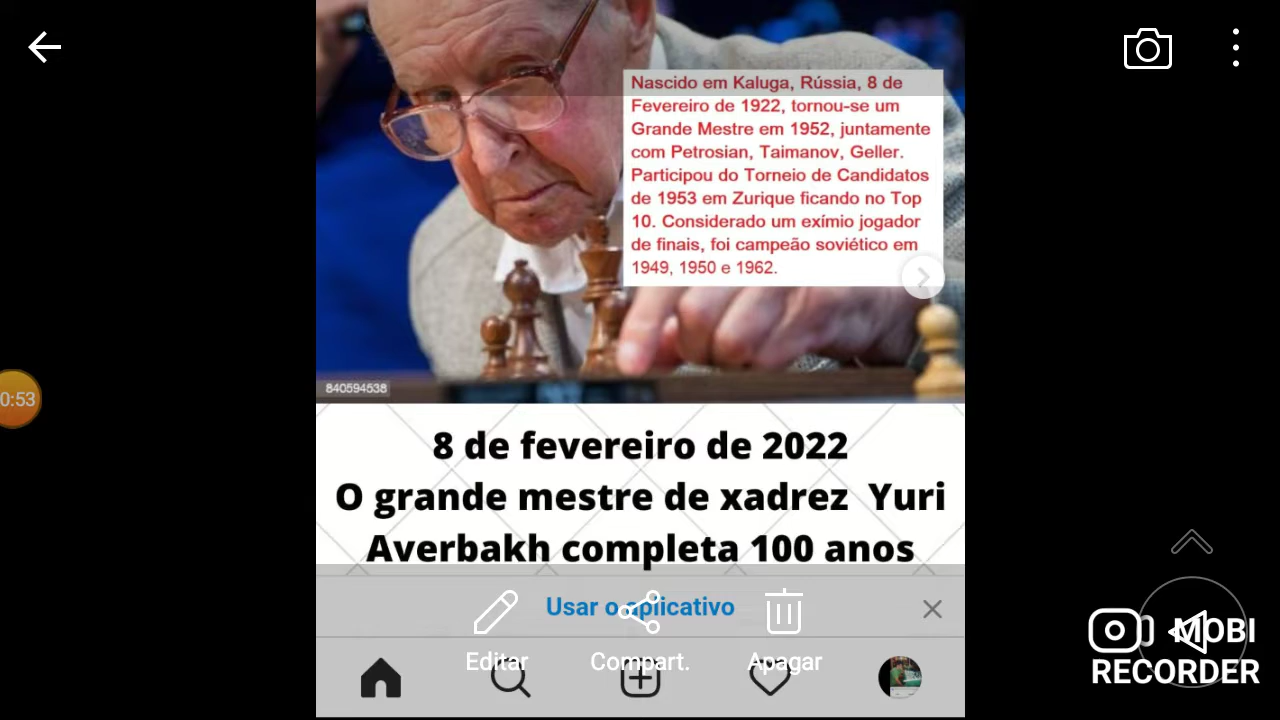 Nascido em Kaluga, Rússia, 8 de
Fevereiro de 1922, tornou-se um
Grande Mestre em 1952, juntamente
com Petrosian, Taimanov, Geller.
Participou do Torneio de Candidatos
de 1953 em Zurique ficando no Top
10. Considerado um exímio jogador
de finais, foi campeão soviético em
1949, 1950 e 1962.
0:53
840594538
8 de fevereiro de 2022
O grande mestre de xadrez Yuri
Averbakh completa 100 anos
Usar o aplicativo
Editar
Compart.
Apagar
MOBI
RECORDER